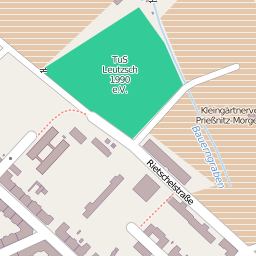 TuS
Leutzsch
1990
e.V.
Kleingärtnerve
Prießnitz-Morge
Bauerngraben
Rietschelstraße